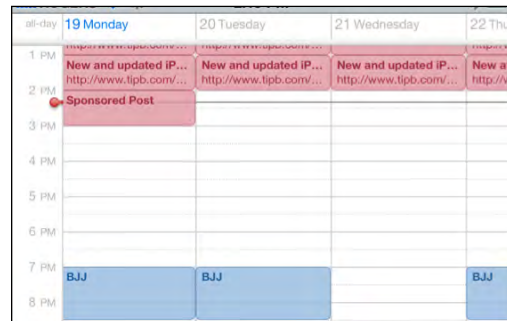 all-day 19 Monday 20 Tuesday 21 Wednesday 22 Thu
1 PM
New and updated iP... New and updated iP... New and updated iP... New a
http://www.tipb.com/... http://www.tipb.com/... http://www.tipb.com/...
2 PM
Sponsored Post
3 PM
4 PM
5 PM
6 PM
7 PM
BJJ BJJ BJJ
8 PM